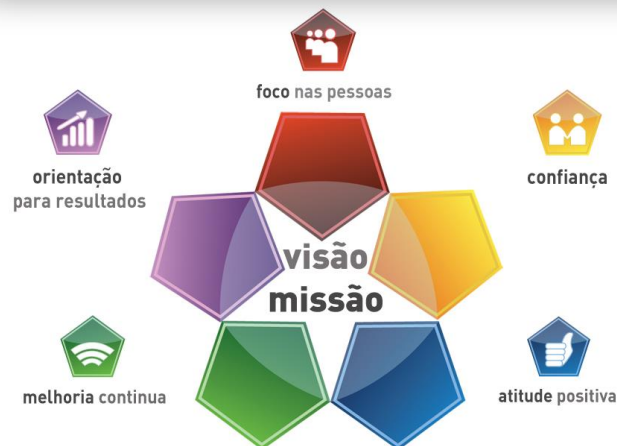 foco nas pessoas
orientação
para resultados
confiança
visão
missão
melhoria continua
atitude positiva